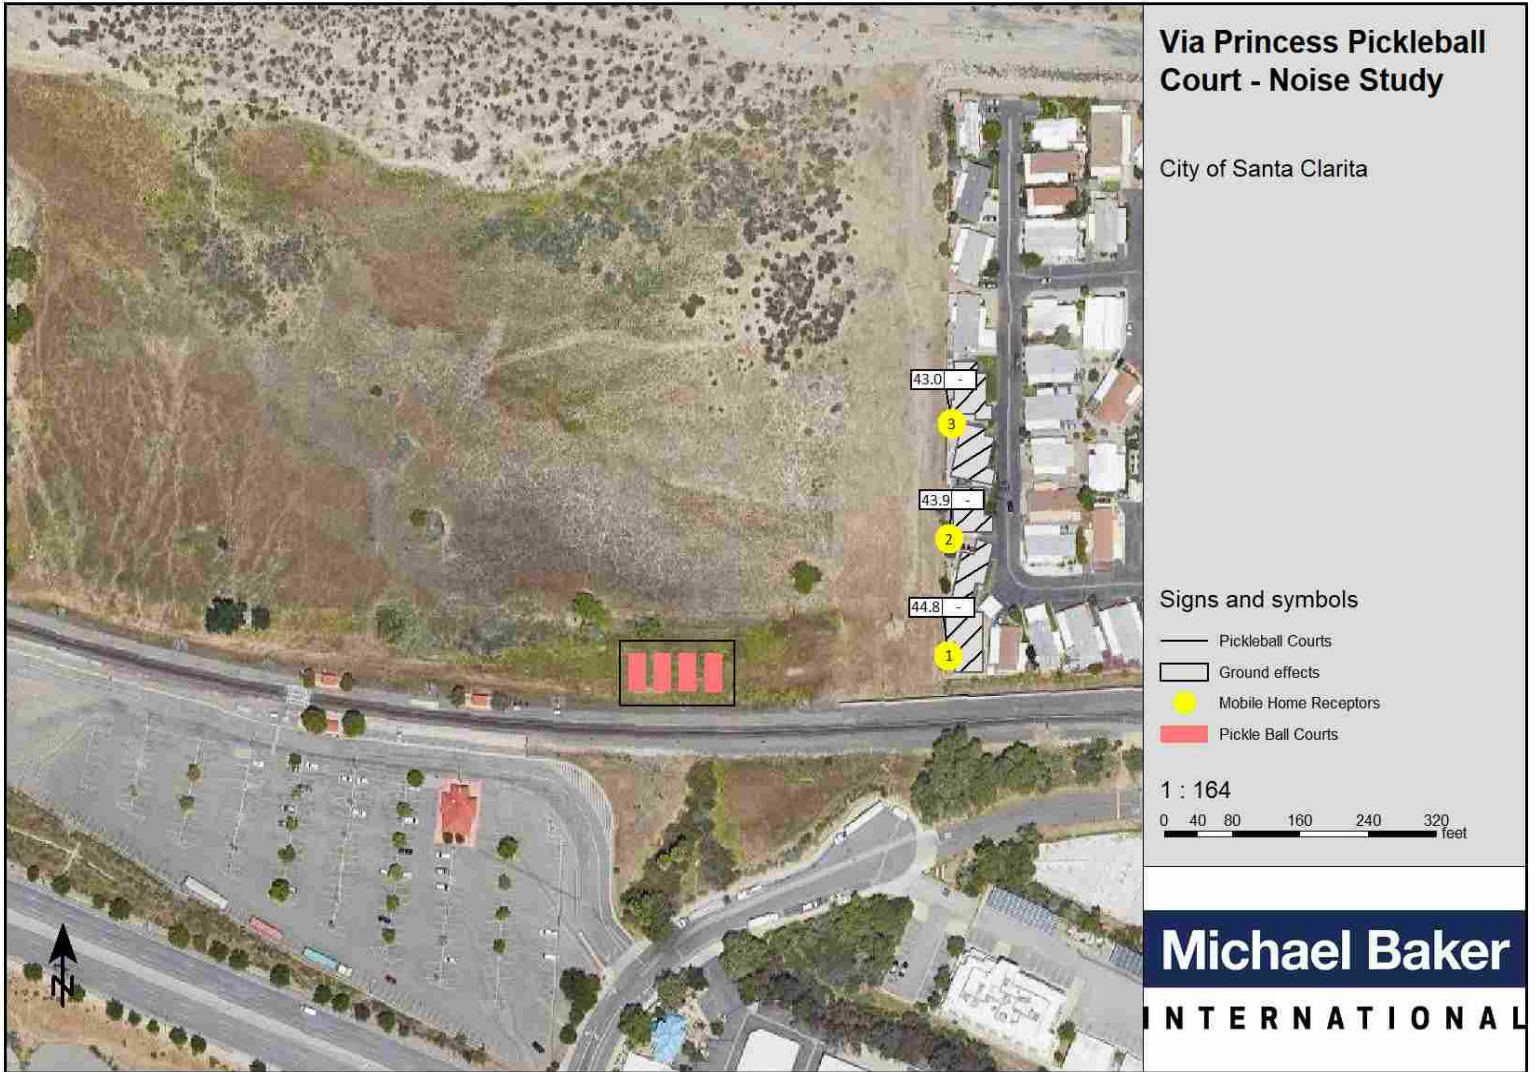 Via Princess Pickleball
Court - Noise Study
City of Santa Clarita
43.0 -
3
43.9 -
2
44.8 -
1
Signs and symbols
Pickleball Courts
Ground effects
Mobile Home Receptors
Pickle Ball Courts
1 : 164
0 40 80 160 240 320
feet
N
Michael Baker
INTERNATIONAL